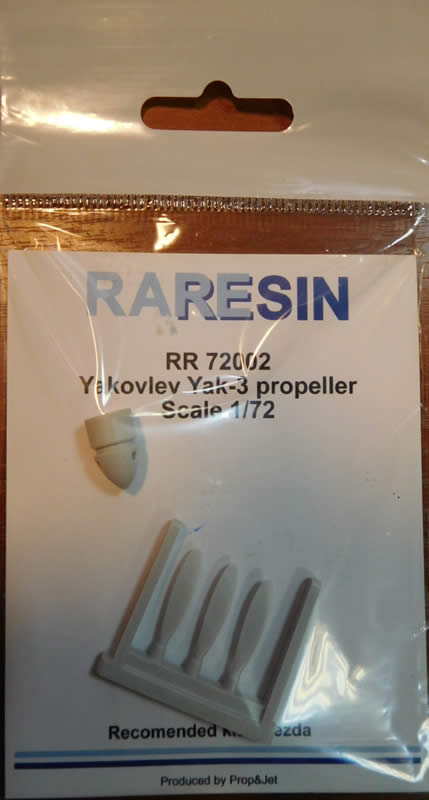 RARESIN
RR 72002
Yakovlev Yak-3 propeller
Scale 1/72
Recomended
Produced by Prop&Jet